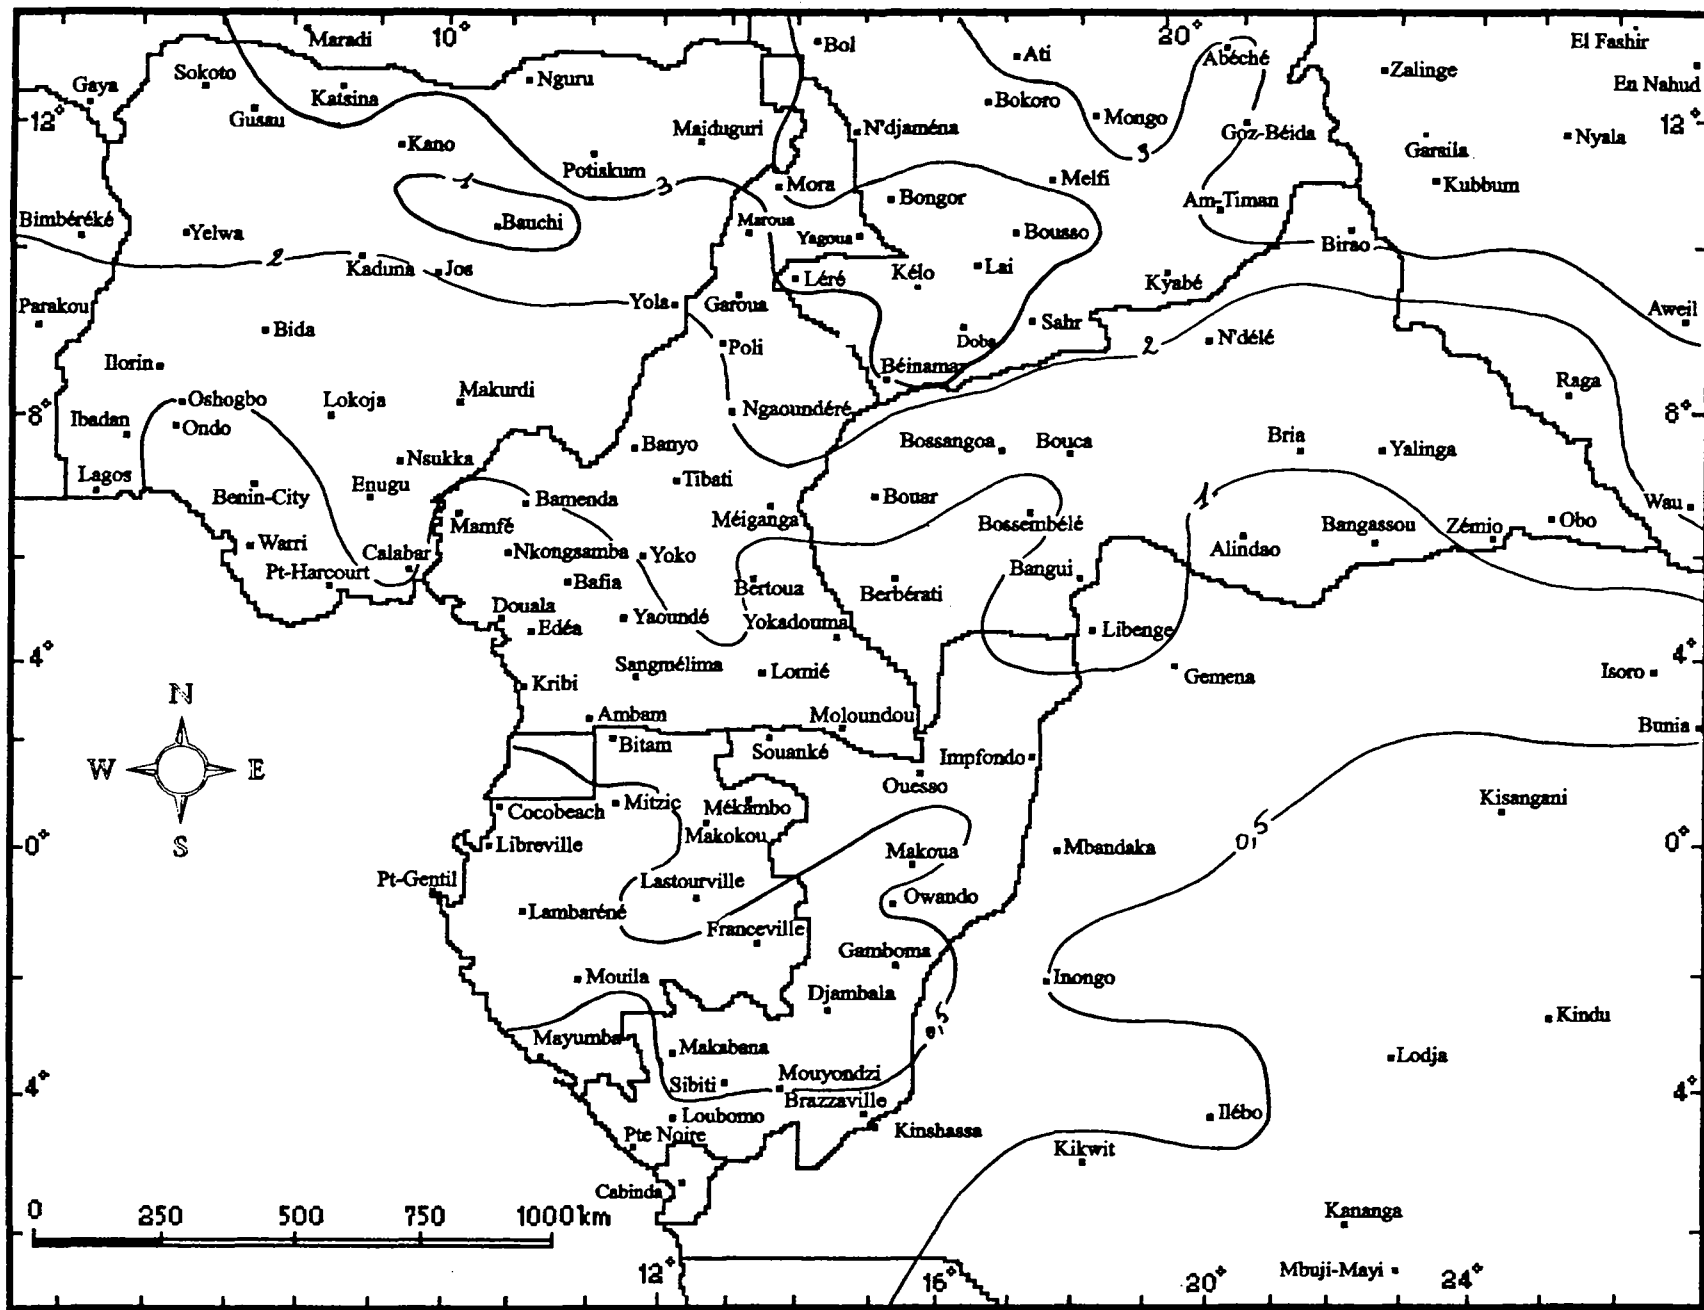 Maradi
10°
Bol
Ati
20°
Abéché
El Fashir
Gaya
Sokoto
Katsina
Nguru
Zalinge
En Nahud
12°
Gusau
Bokoro
Mongo
12°
Kano
Maiduguri
N'djaména
Goz-Béida
Nyala
Potiskum
3
Garsila
1
3
Mora
Melfi
Kubbum
Bimbéréké
Bauchi
Bongor
Am-Timan
Yelwa
Maroua
Yagoua
Bousso
Birao
2
Kaduna
Jos
Léré
Kélo
Lai
Kyabé
Parakou
Yola
Garoua
Aweil
Bida
Poli
Sahr
Doba
2
N'délé
Ilorin
Béinamar
Raga
Oshogbo
Lokoja
Makurdi
8°
Ngaoundéré
8°
Ibadan
Ondo
Banyo
Bossangoa
Bouca
Bria
Yalinga
Nsukka
Lagos
Benin-City
Enugu
Tibati
Bamenda
Bouar
1
Wau
Mamfé
Méiganga
Bossembélé
Bangassou
Zémio
Obo
Warri
Calabar
Nkongsamba
Yoko
Alindao
Pt-Harcourt
Bafia
Bertoua
Berbérati
Bangui
Douala
Edéa
Yaoundé
Yokadouma
Libenge
4°
Sangmélima
Lomié
4°
Kribi
Gemena
Isoro
N
Ambam
Moloundou
Bunia
Bitam
Souanké
W
E
Impfondo
Ouesso
Cocobeach
Mitzic
Mékambo
Kisangani
Makokou
S
0°
Libreville
Makoua
Mbandaka
0,5
0°
Pt-Gentil
Lastourville
Owando
Lambaréné
Franceville
Gamboma
Mouila
Djambala
Inongo
0,5
Kindu
Mayumba
Makabana
Lodja
4°
Sibiti
Mouyondzi
4°
Brazzaville
Loubomo
Kinshassa
Ilébo
Pte Noire
Kikwit
Cabinda
0
250
500
750
1000 km
Kananga
12°
16°
20°
Mbuji-Mayi
24°